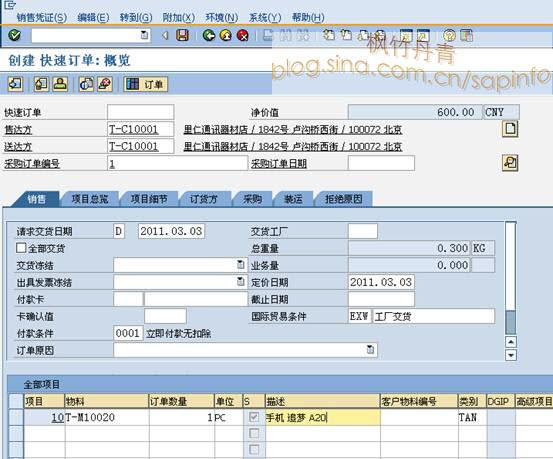 销售凭证(S) 编辑(E) 转到(G) 附加(X) 环境(N) 系统(Y) 帮助(H)
枫竹丹青
blog.sina.com.cn/sapinfo
创建 快速订单: 概览
订单
快速订单 净价值 600.00 CNY
售达方 T-C10001 里仁通讯器材店 / 1842号 卢沟桥西街 / 100072 北京
送达方 T-C10001 里仁通讯器材店 / 1842号 卢沟桥西街 / 100072 北京
采购订单编号 1 采购订单日期
销售 项目总览 项目细节 订货方 采购 装运 拒绝原因
请求交货日期 D 2011.03.03 交货工厂
全部交货 总重量 0.300 KG
交货冻结 业务量 0.000
出具发票冻结 定价日期 2011.03.03
付款卡 截止日期
卡确认值 国际贸易条件 EXW 工厂交货
付款条件 0001 立即付款无扣除
订单原因
全部项目
项目 物料 订单数量 单位 S 描述 客户物料编号 类别 DGIP 高级项目
10 T-M10020 1 PC 手机 追梦 A20 TAN